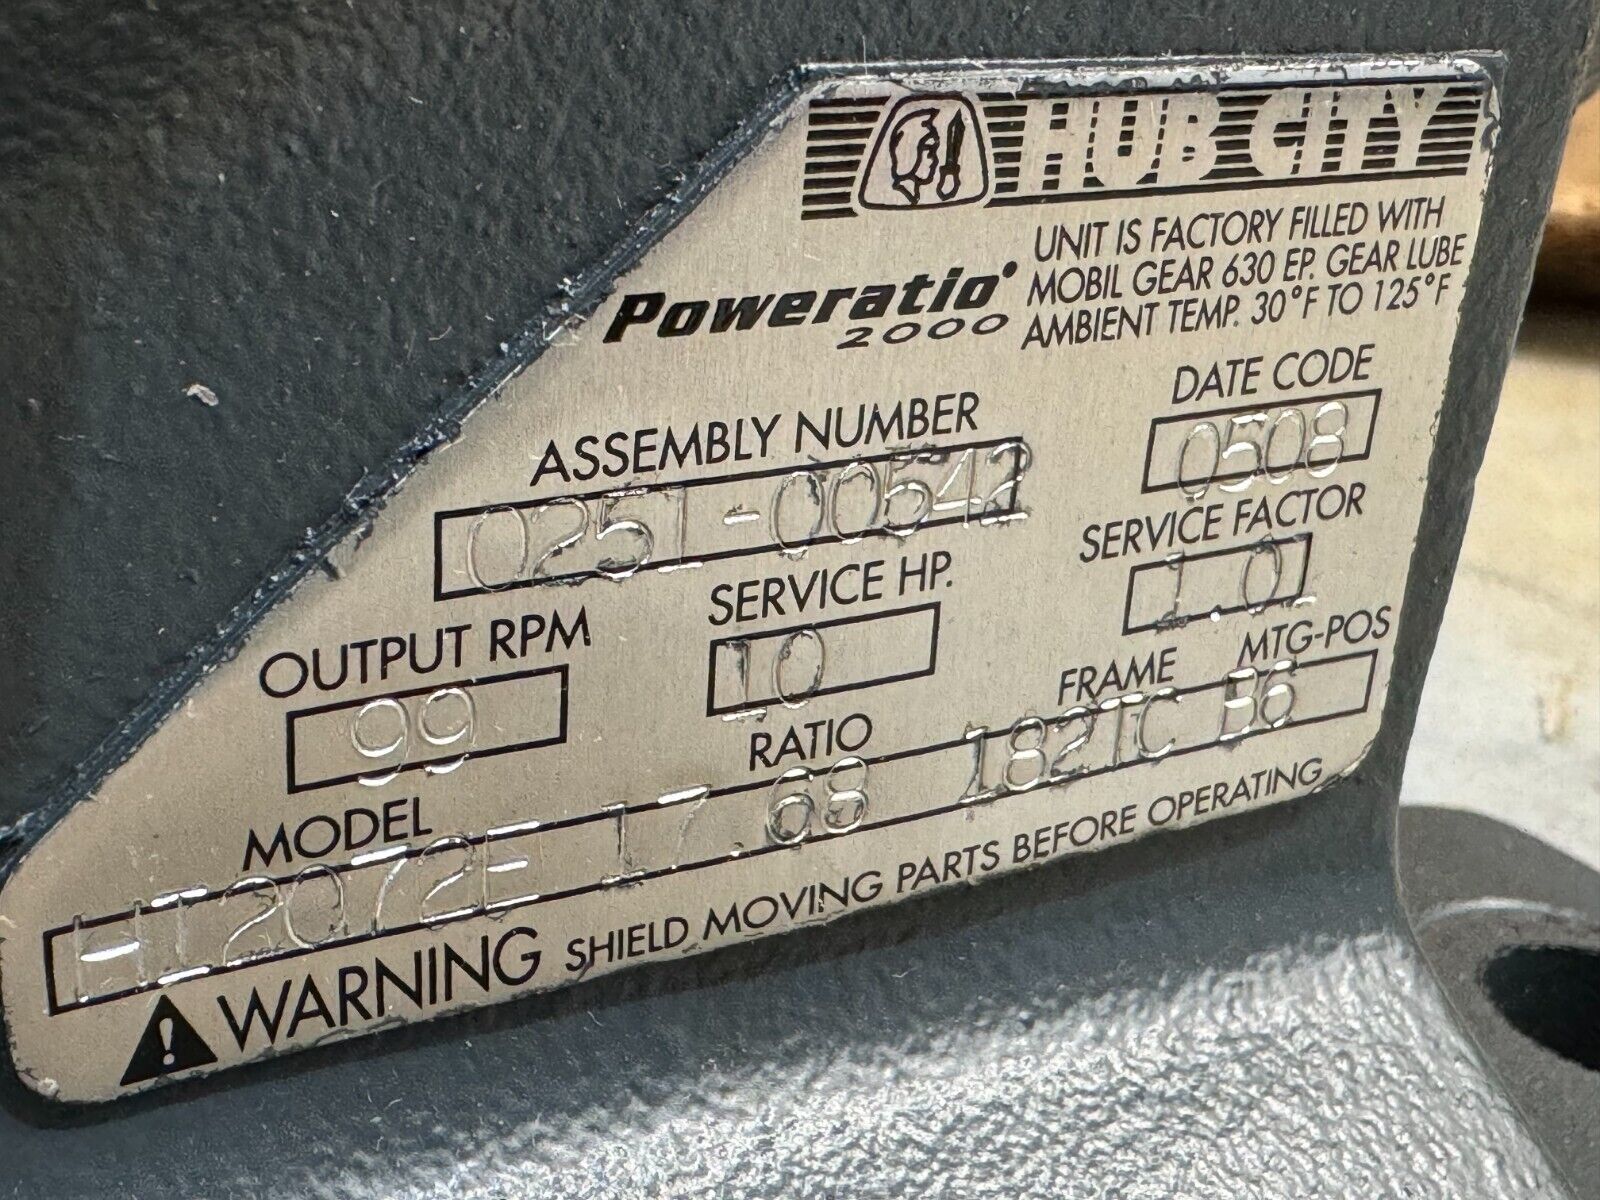 HUB CITY
Poweratio
2000
UNIT IS FACTORY FILLED WITH
MOBIL GEAR 630 EP. GEAR LUBE
AMBIENT TEMP. 30°F TO 125°F
ASSEMBLY NUMBER
0251-00542
DATE CODE
0508
OUTPUT RPM
99
SERVICE HP.
10
SERVICE FACTOR
1.0
MODEL RATIO FRAME MTG-POS
17.68 182TC B6
WARNING SHIELD MOVING PARTS BEFORE OPERATING